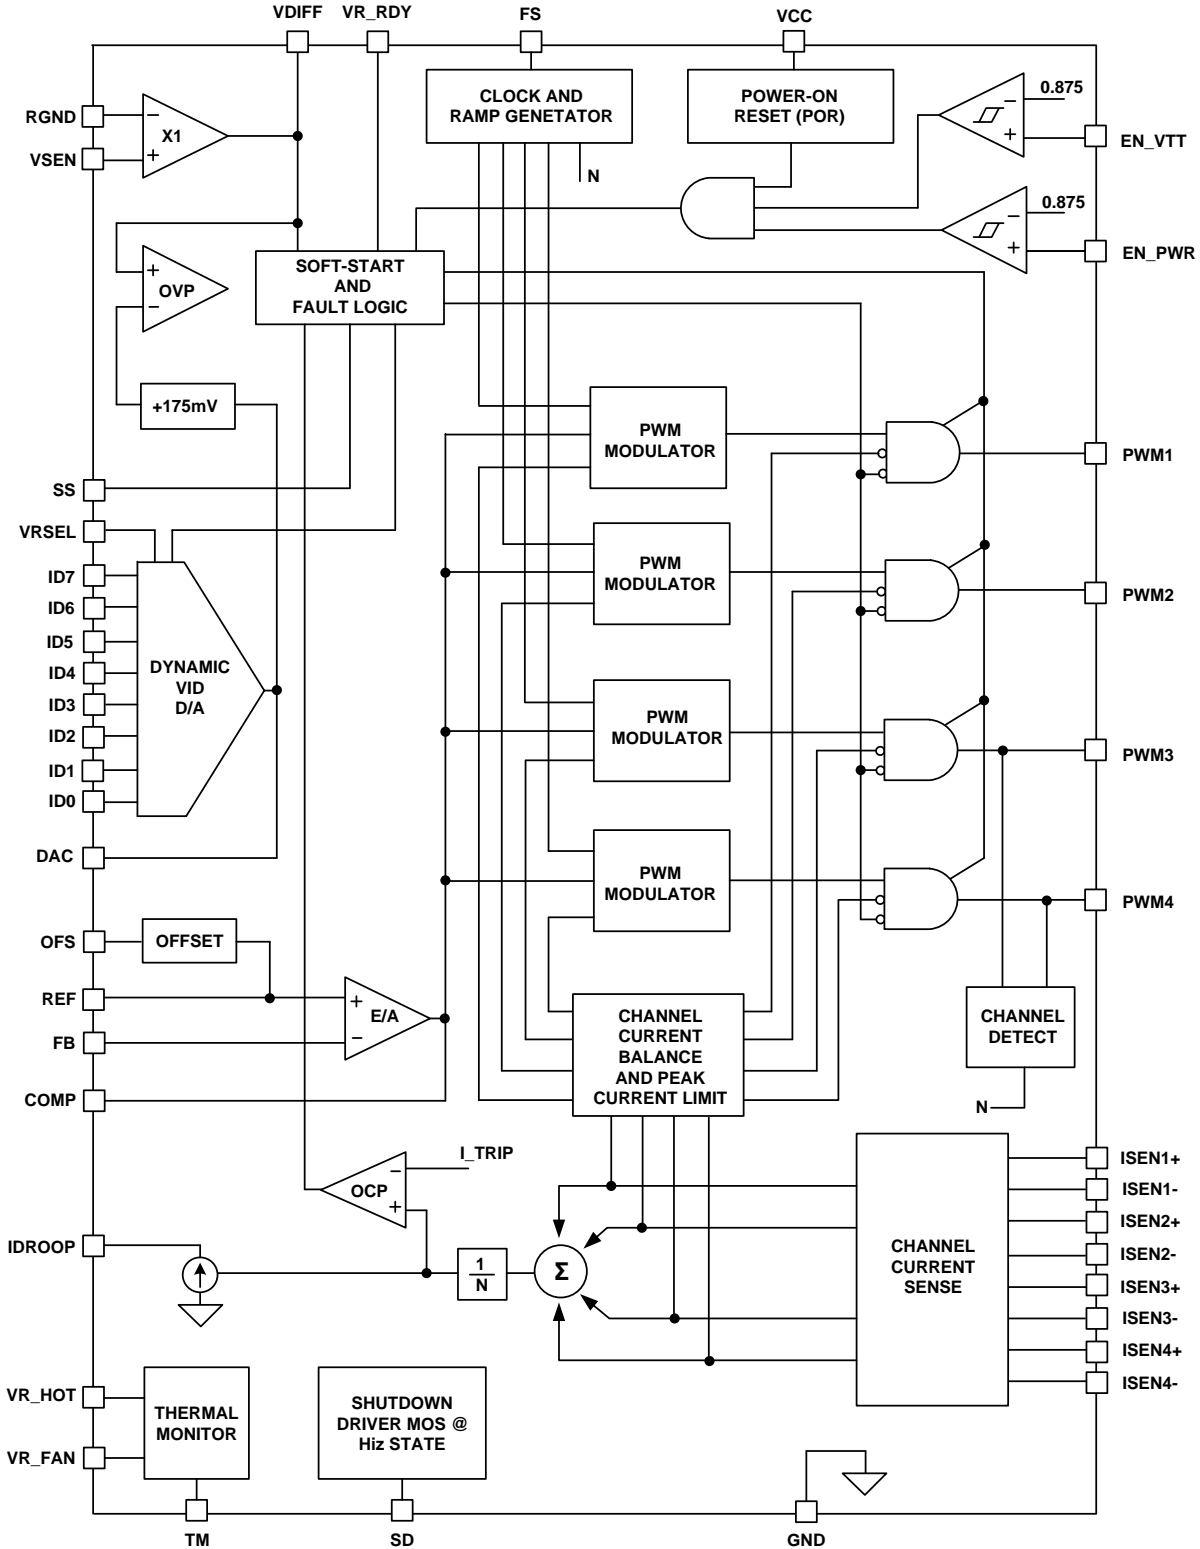 VDIFF
VR_RDY
FS
VCC
RGND
VSEN
−
X1
+
CLOCK AND
RAMP GENETATOR
N
POWER-ON
RESET (POR)
0.875
−
+
EN_VTT
0.875
−
+
EN_PWR
+
OVP
−
SOFT-START
AND
FAULT LOGIC
+175mV
PWM
MODULATOR
PWM1
SS
VRSEL
ID7
ID6
ID5
ID4
ID3
ID2
ID1
ID0
DYNAMIC
VID
D/A
PWM
MODULATOR
PWM2
PWM
MODULATOR
PWM3
DAC
PWM
MODULATOR
PWM4
OFS
OFFSET
REF
FB
+
E/A
−
COMP
CHANNEL
CURRENT
BALANCE
AND PEAK
CURRENT LIMIT
CHANNEL
DETECT
N
I_TRIP
−
OCP
+
IDROOP
1
N
Σ
CHANNEL
CURRENT
SENSE
ISEN1+
ISEN1-
ISEN2+
ISEN2-
ISEN3+
ISEN3-
ISEN4+
ISEN4-
VR_HOT
VR_FAN
THERMAL
MONITOR
SHUTDOWN
DRIVER MOS @
Hiz STATE
TM
SD
GND